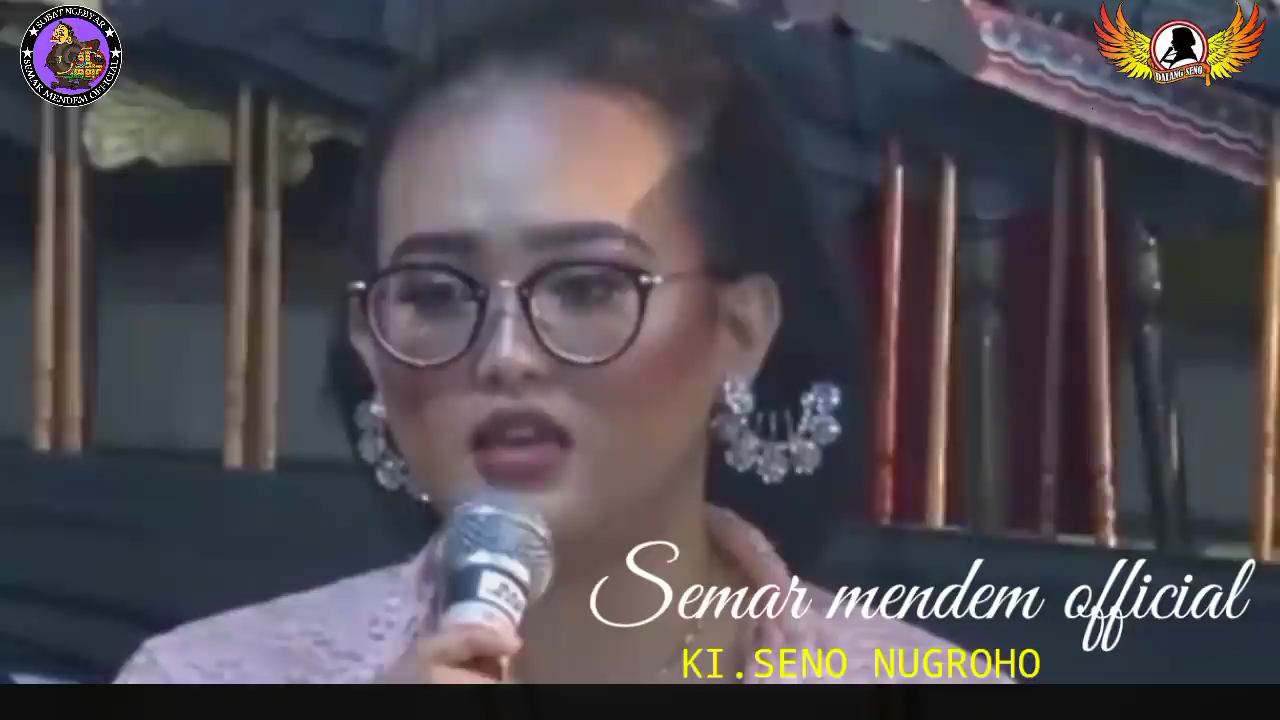 SOBAT NGEBYAR
SEMAR MENDEM OFFICIAL
DALANG SENO
Semar mendem official
KI.SENO NUGROHO